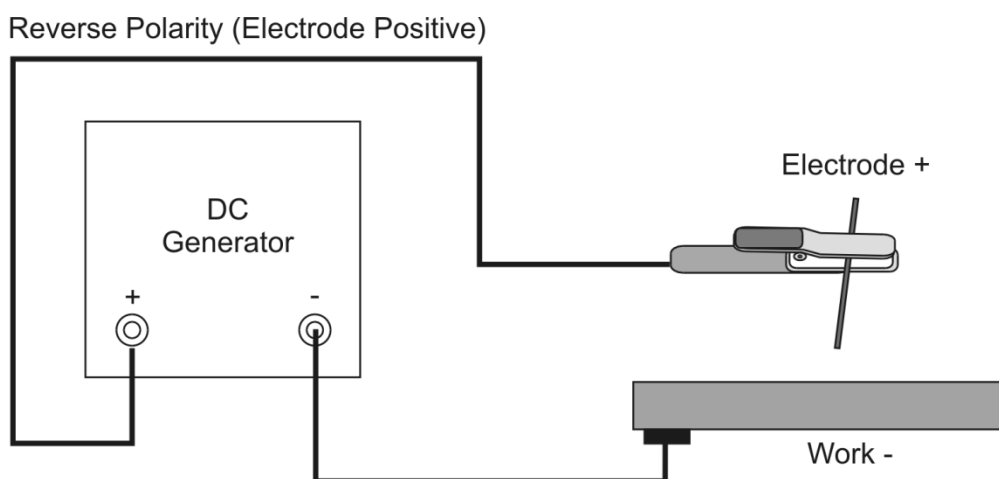 Reverse Polarity (Electrode Positive)
Electrode +
DC
Generator
+
-
Work -